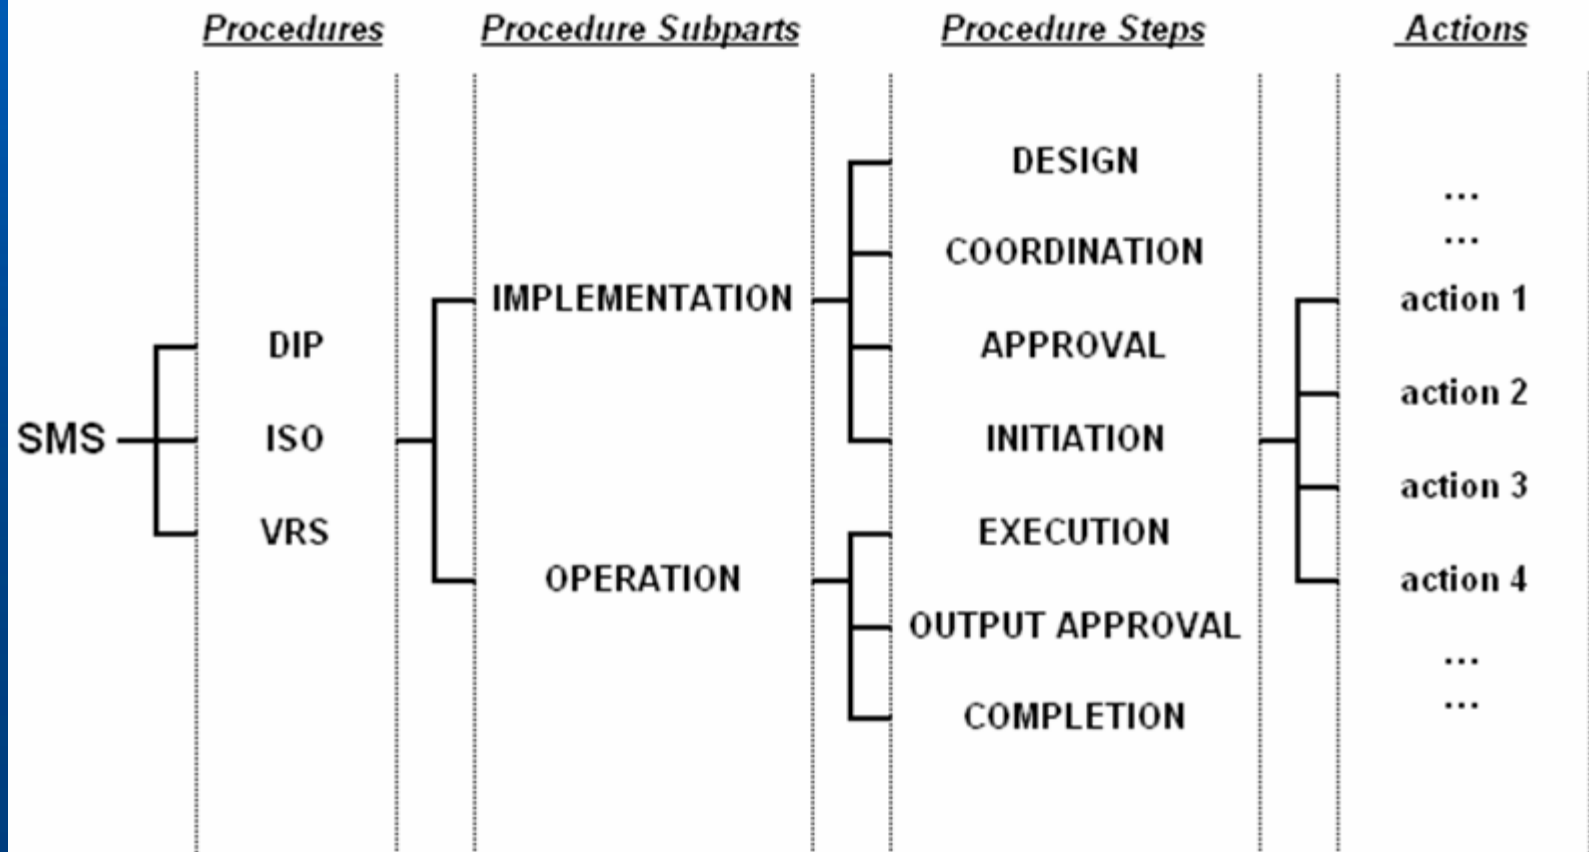 Procedures Procedure Subparts Procedure Steps Actions
DESIGN
...
...
COORDINATION
IMPLEMENTATION
action 1
DIP
APPROVAL
action 2
SMS
ISO
INITIATION
action 3
VRS
EXECUTION
OPERATION
action 4
OUTPUT APPROVAL
...
...
COMPLETION